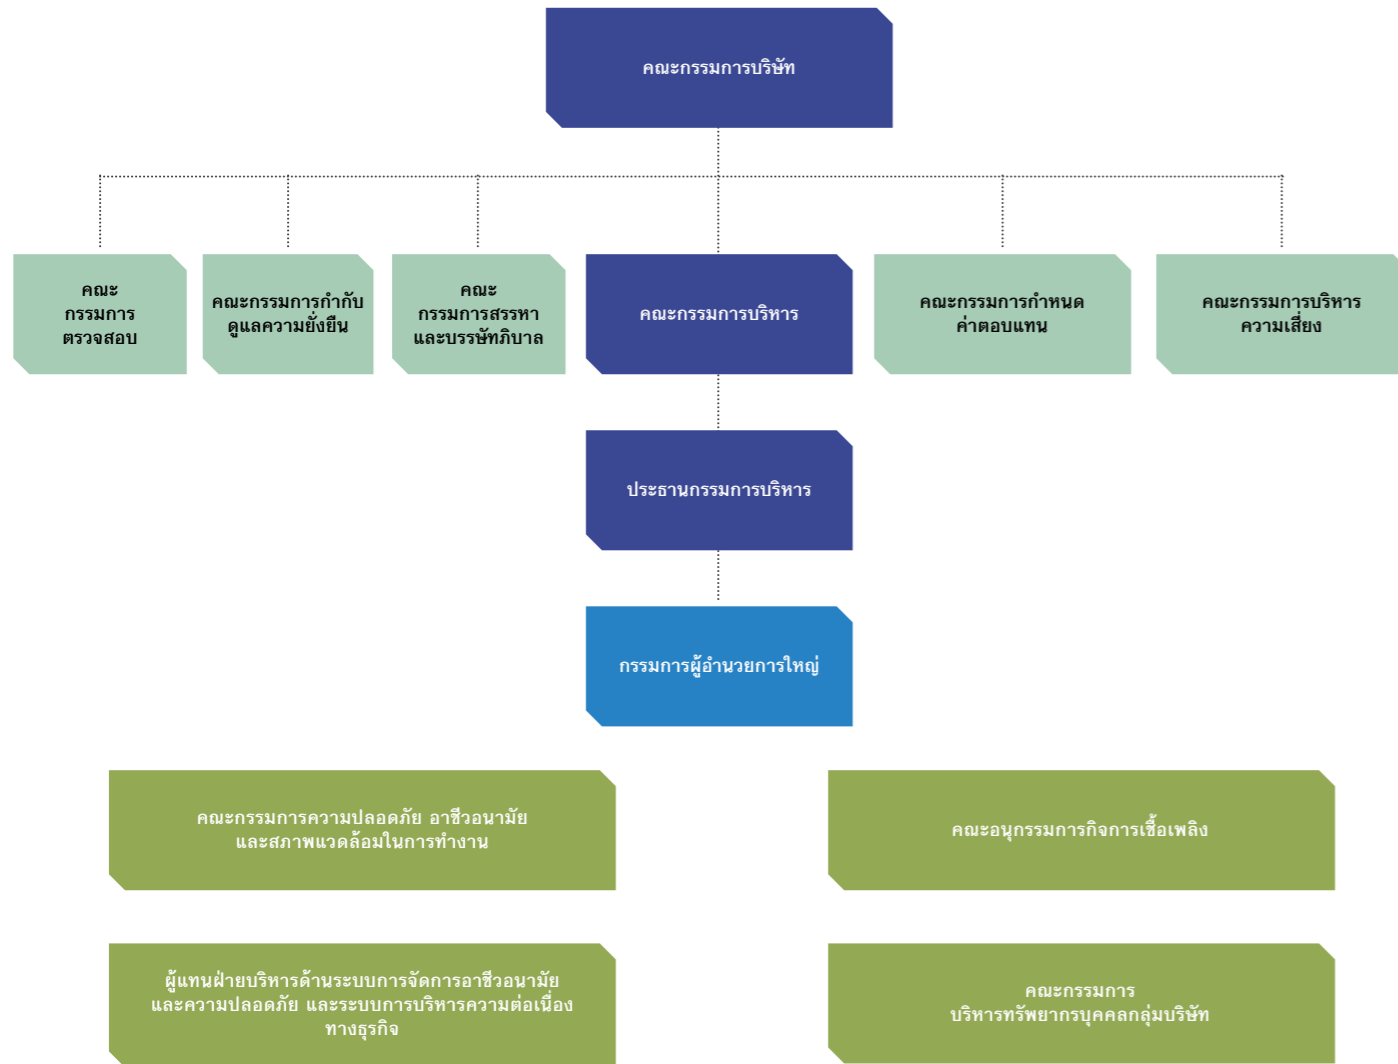 คณะกรรมการบริษัท
คณะ
กรรมการ
ตรวจสอบ
คณะกรรมการกำกับ
ดูแลความยั่งยืน
คณะ
กรรมการสรรหา
และบรรษัทภิบาล
คณะกรรมการบริหาร
คณะกรรมการกำหนด
ค่าตอบแทน
คณะกรรมการบริหาร
ความเสี่ยง
ประธานกรรมการบริหาร
กรรมการผู้อำนวยการใหญ่
คณะกรรมการความปลอดภัย อาชีวอนามัย
และสภาพแวดล้อมในการทำงาน
คณะอนุกรรมการกิจการเชื้อเพลิง
ผู้แทนฝ่ายบริหารด้านระบบการจัดการอาชีวอนามัย
และความปลอดภัย และระบบการบริหารความต่อเนื่อง
ทางธุรกิจ
คณะกรรมการ
บริหารทรัพยากรบุคคลกลุ่มบริษัท